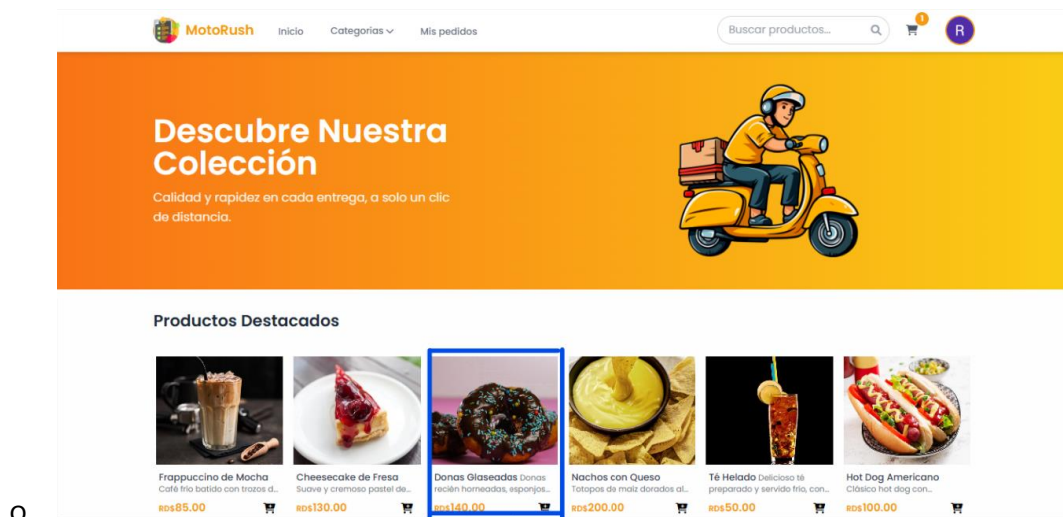 MotoRush Inicio Categorias Mis pedidos Buscar productos... 1 R
Descubre Nuestra
Colección
Calidad y rapidez en cada entrega, a solo un clic
de distancia.
Productos Destacados
Frappuccino de Mocha
Café frío batido con trozos d...
RD$85.00
Cheesecake de Fresa
Suave y cremoso pastel de...
RD$130.00
Donas Glaseadas Donas
recién horneadas, esponjos...
RD$140.00
Nachos con Queso
Totopos de maíz dorados al...
RD$200.00
Té Helado Delicioso té
preparado y servido frío, con...
RD$50.00
Hot Dog Americano
Clásico hot dog con...
RD$100.00
o